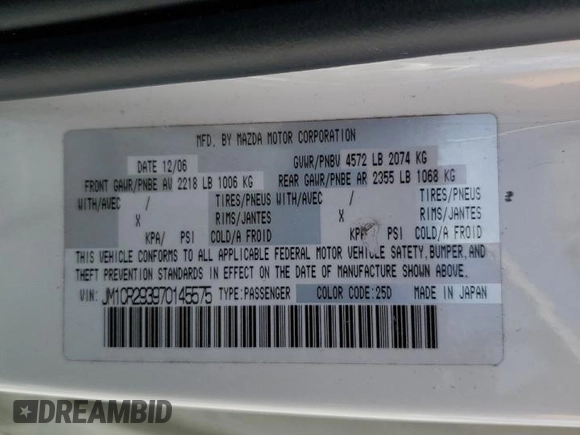 MFD. BY MAZDA MOTOR CORPORATION
DATE 12/06 GVWR/PNBV 4572 LB 2074 KG
FRONT GAWR/PNBE AV 2218 LB 1006 KG REAR GAWR/PNBE AR 2355 LB 1068 KG
WITH/AVEC / TIRES/PNEUS WITH/AVEC / TIRES/PNEUS
X RIMS/JANTES X RIMS/JANTES
KPA/ PSI COLD/A FROID KPA/ PSI COLD/A FROID
THIS VEHICLE CONFORMS TO ALL APPLICABLE FEDERAL MOTOR VEHICLE SAFETY, BUMPER, AND
THEFT PREVENTION STANDARDS IN EFFECT ON THE DATE OF MANUFACTURE SHOWN ABOVE.
VIN: JM1CR293970145575 TYPE:PASSENGER COLOR CODE:25D MADE IN JAPAN
DREAMBID